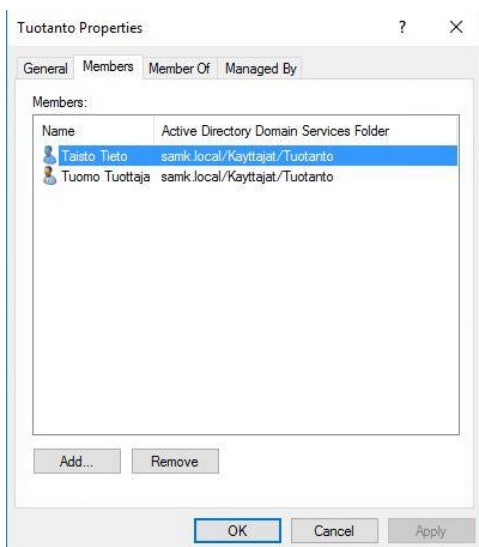 Tuotanto Properties ? ×
General Members Member Of Managed By
Members:
Name Active Directory Domain Services Folder
Taisto Tieto samk.local/Kayttajat/Tuotanto
Tuomo Tuottaja samk.local/Kayttajat/Tuotanto
Add... Remove
OK Cancel Apply